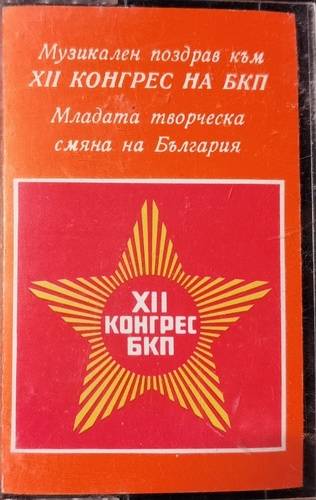 Музикален поздрав към
XII КОНГРЕС НА БКП
Младата творческа
смяна на България
XII
КОНГРЕС
БКП